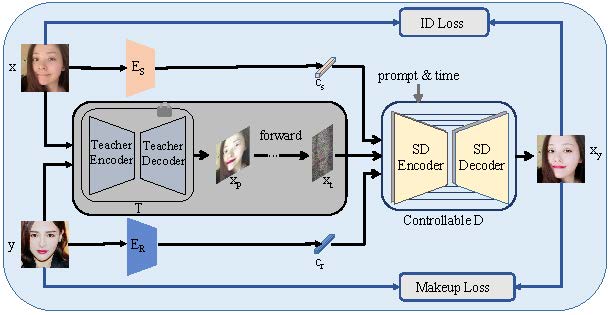 ID Loss
x
E_S
c_s
prompt & time
Teacher
Encoder
Teacher
Decoder
forward
SD
Encoder
SD
Decoder
x_p
x_t
x_y
T
Controllable D
y
E_R
c_r
Makeup Loss